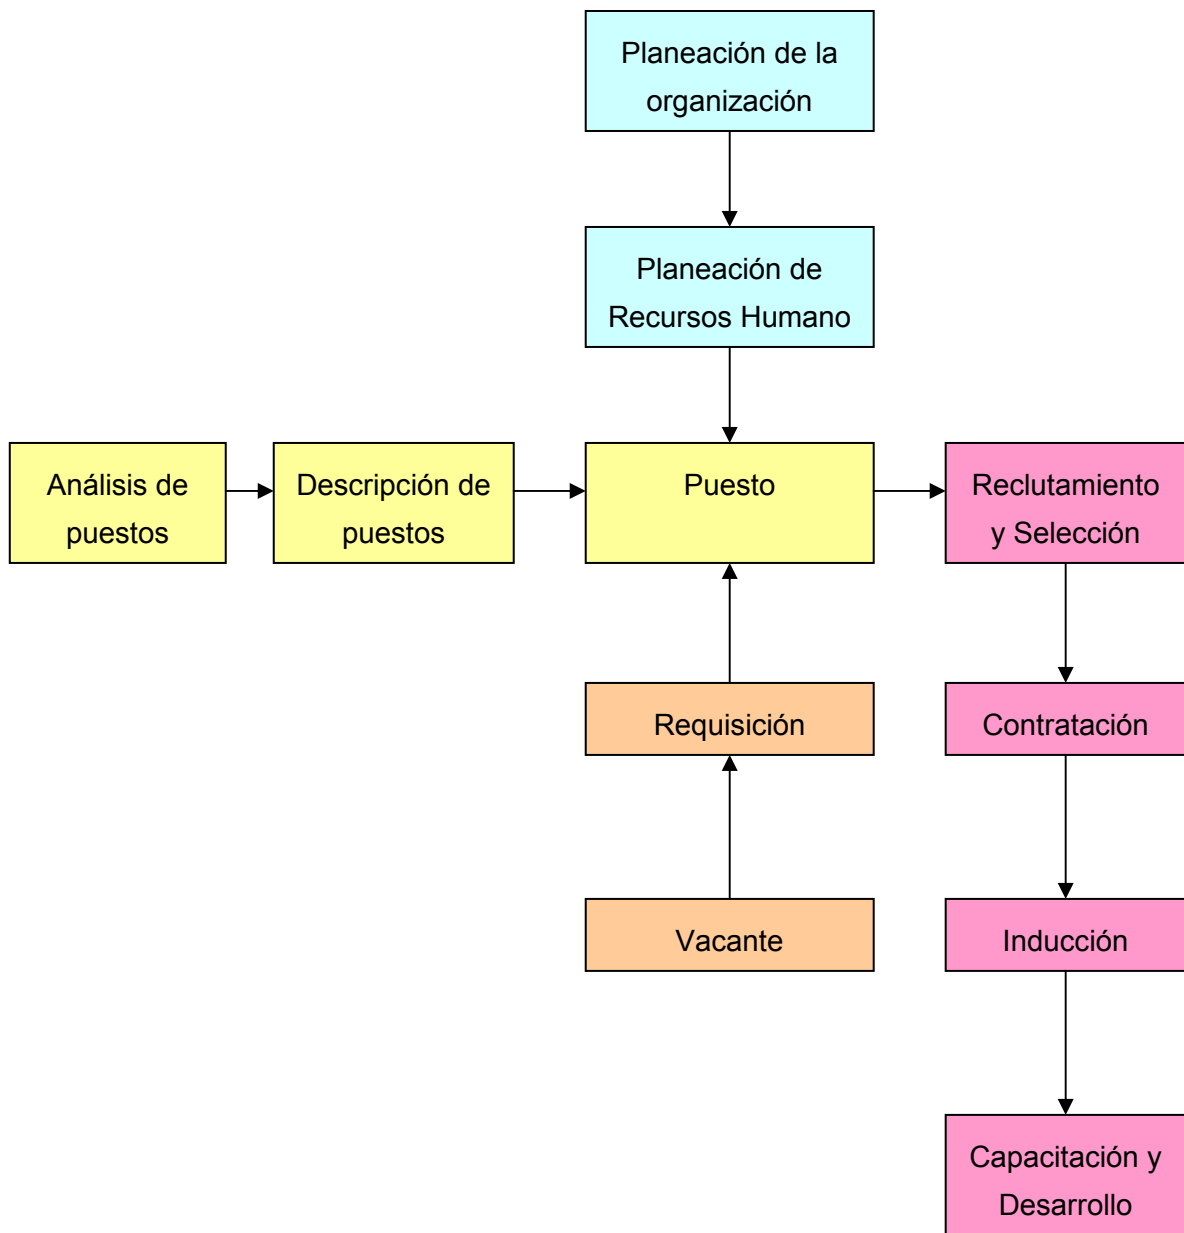 Planeación de la
organización
Planeación de
Recursos Humano
Análisis de
puestos
Descripción de
puestos
Puesto
Reclutamiento
y Selección
Requisición
Contratación
Vacante
Inducción
Capacitación y
Desarrollo